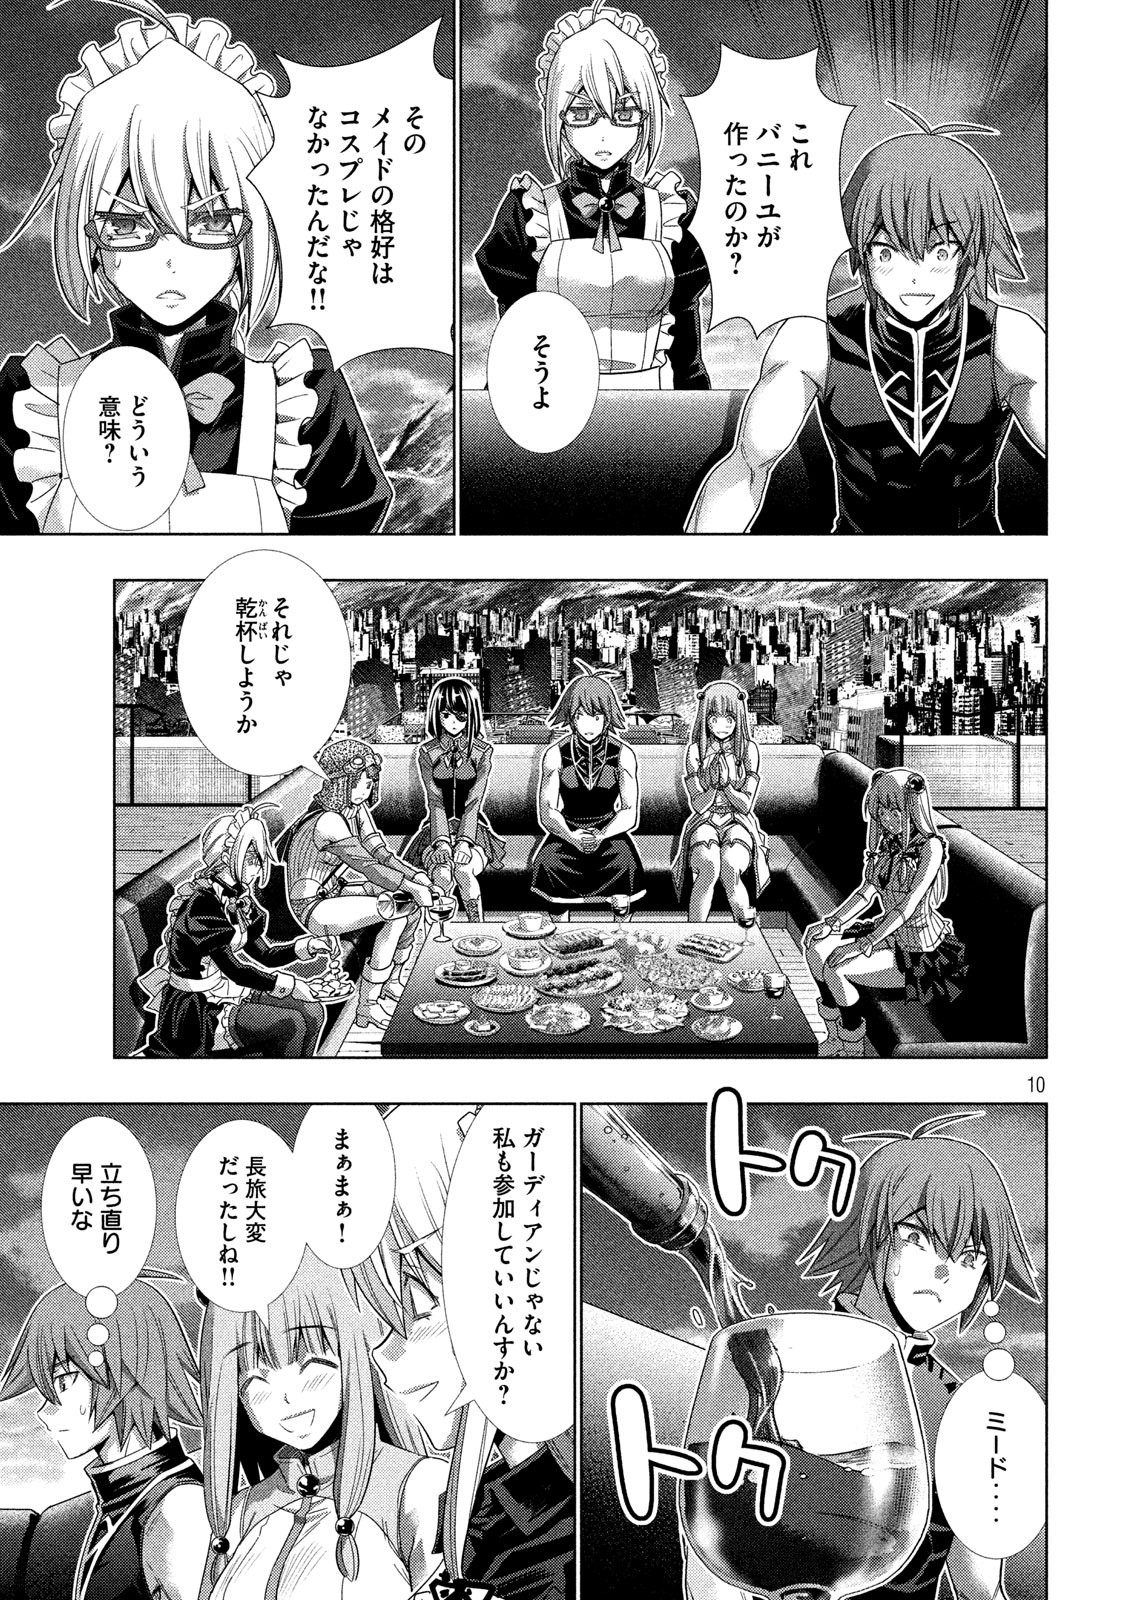 これ
バニーユが
作ったのか?
そうよ
その
メイドの格好は
コスプレじゃ
なかったんだな!!
どういう
意味?
それじゃ
乾杯しようか
かんぱい
10
トク
トク
ミード‥‥
ガーディアンじゃない
私も参加していいんすか?
まぁまぁ!
長旅大変
だったしね!!
立ち直り
早いな